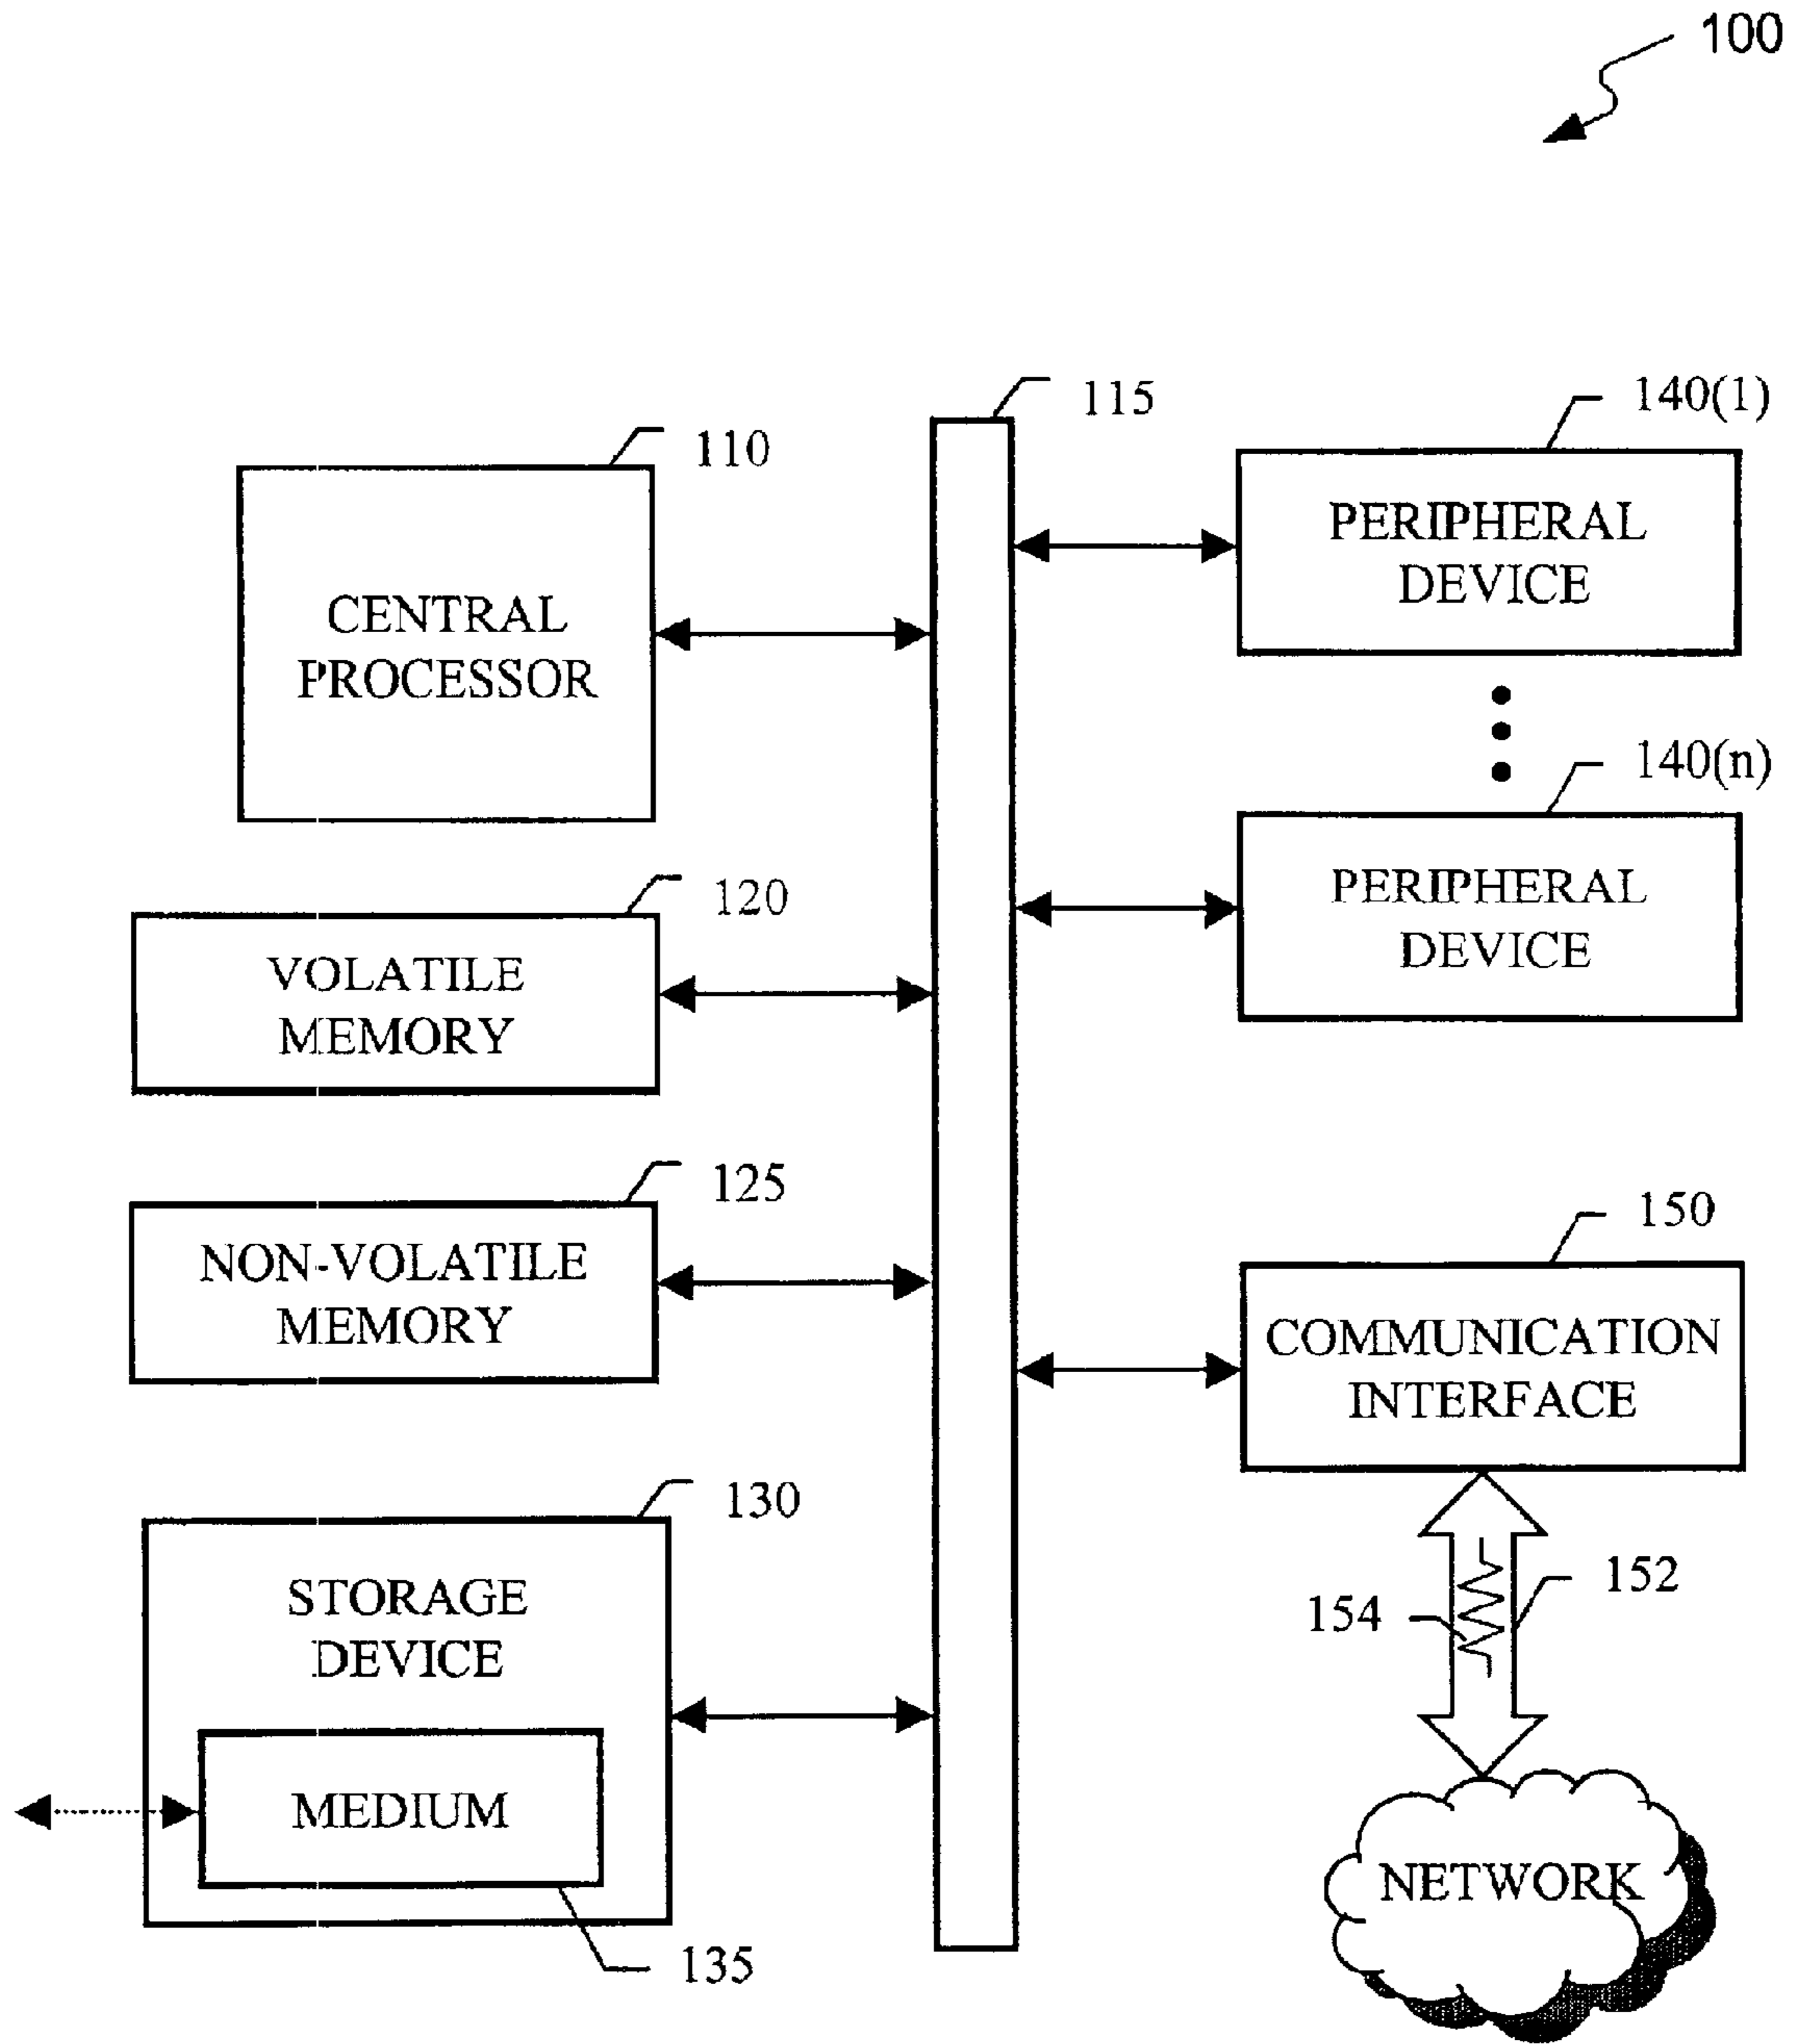 100
115
140(1)
110
PERIPHERAL
DEVICE
CENTRAL
PROCESSOR
140(n)
120
PERIPHERAL
DEVICE
VOLATILE
MEMORY
125
150
NON-VOLATILE
MEMORY
COMMUNICATION
INTERFACE
130
STORAGE
DEVICE
152
154
MEDIUM
NETWORK
135